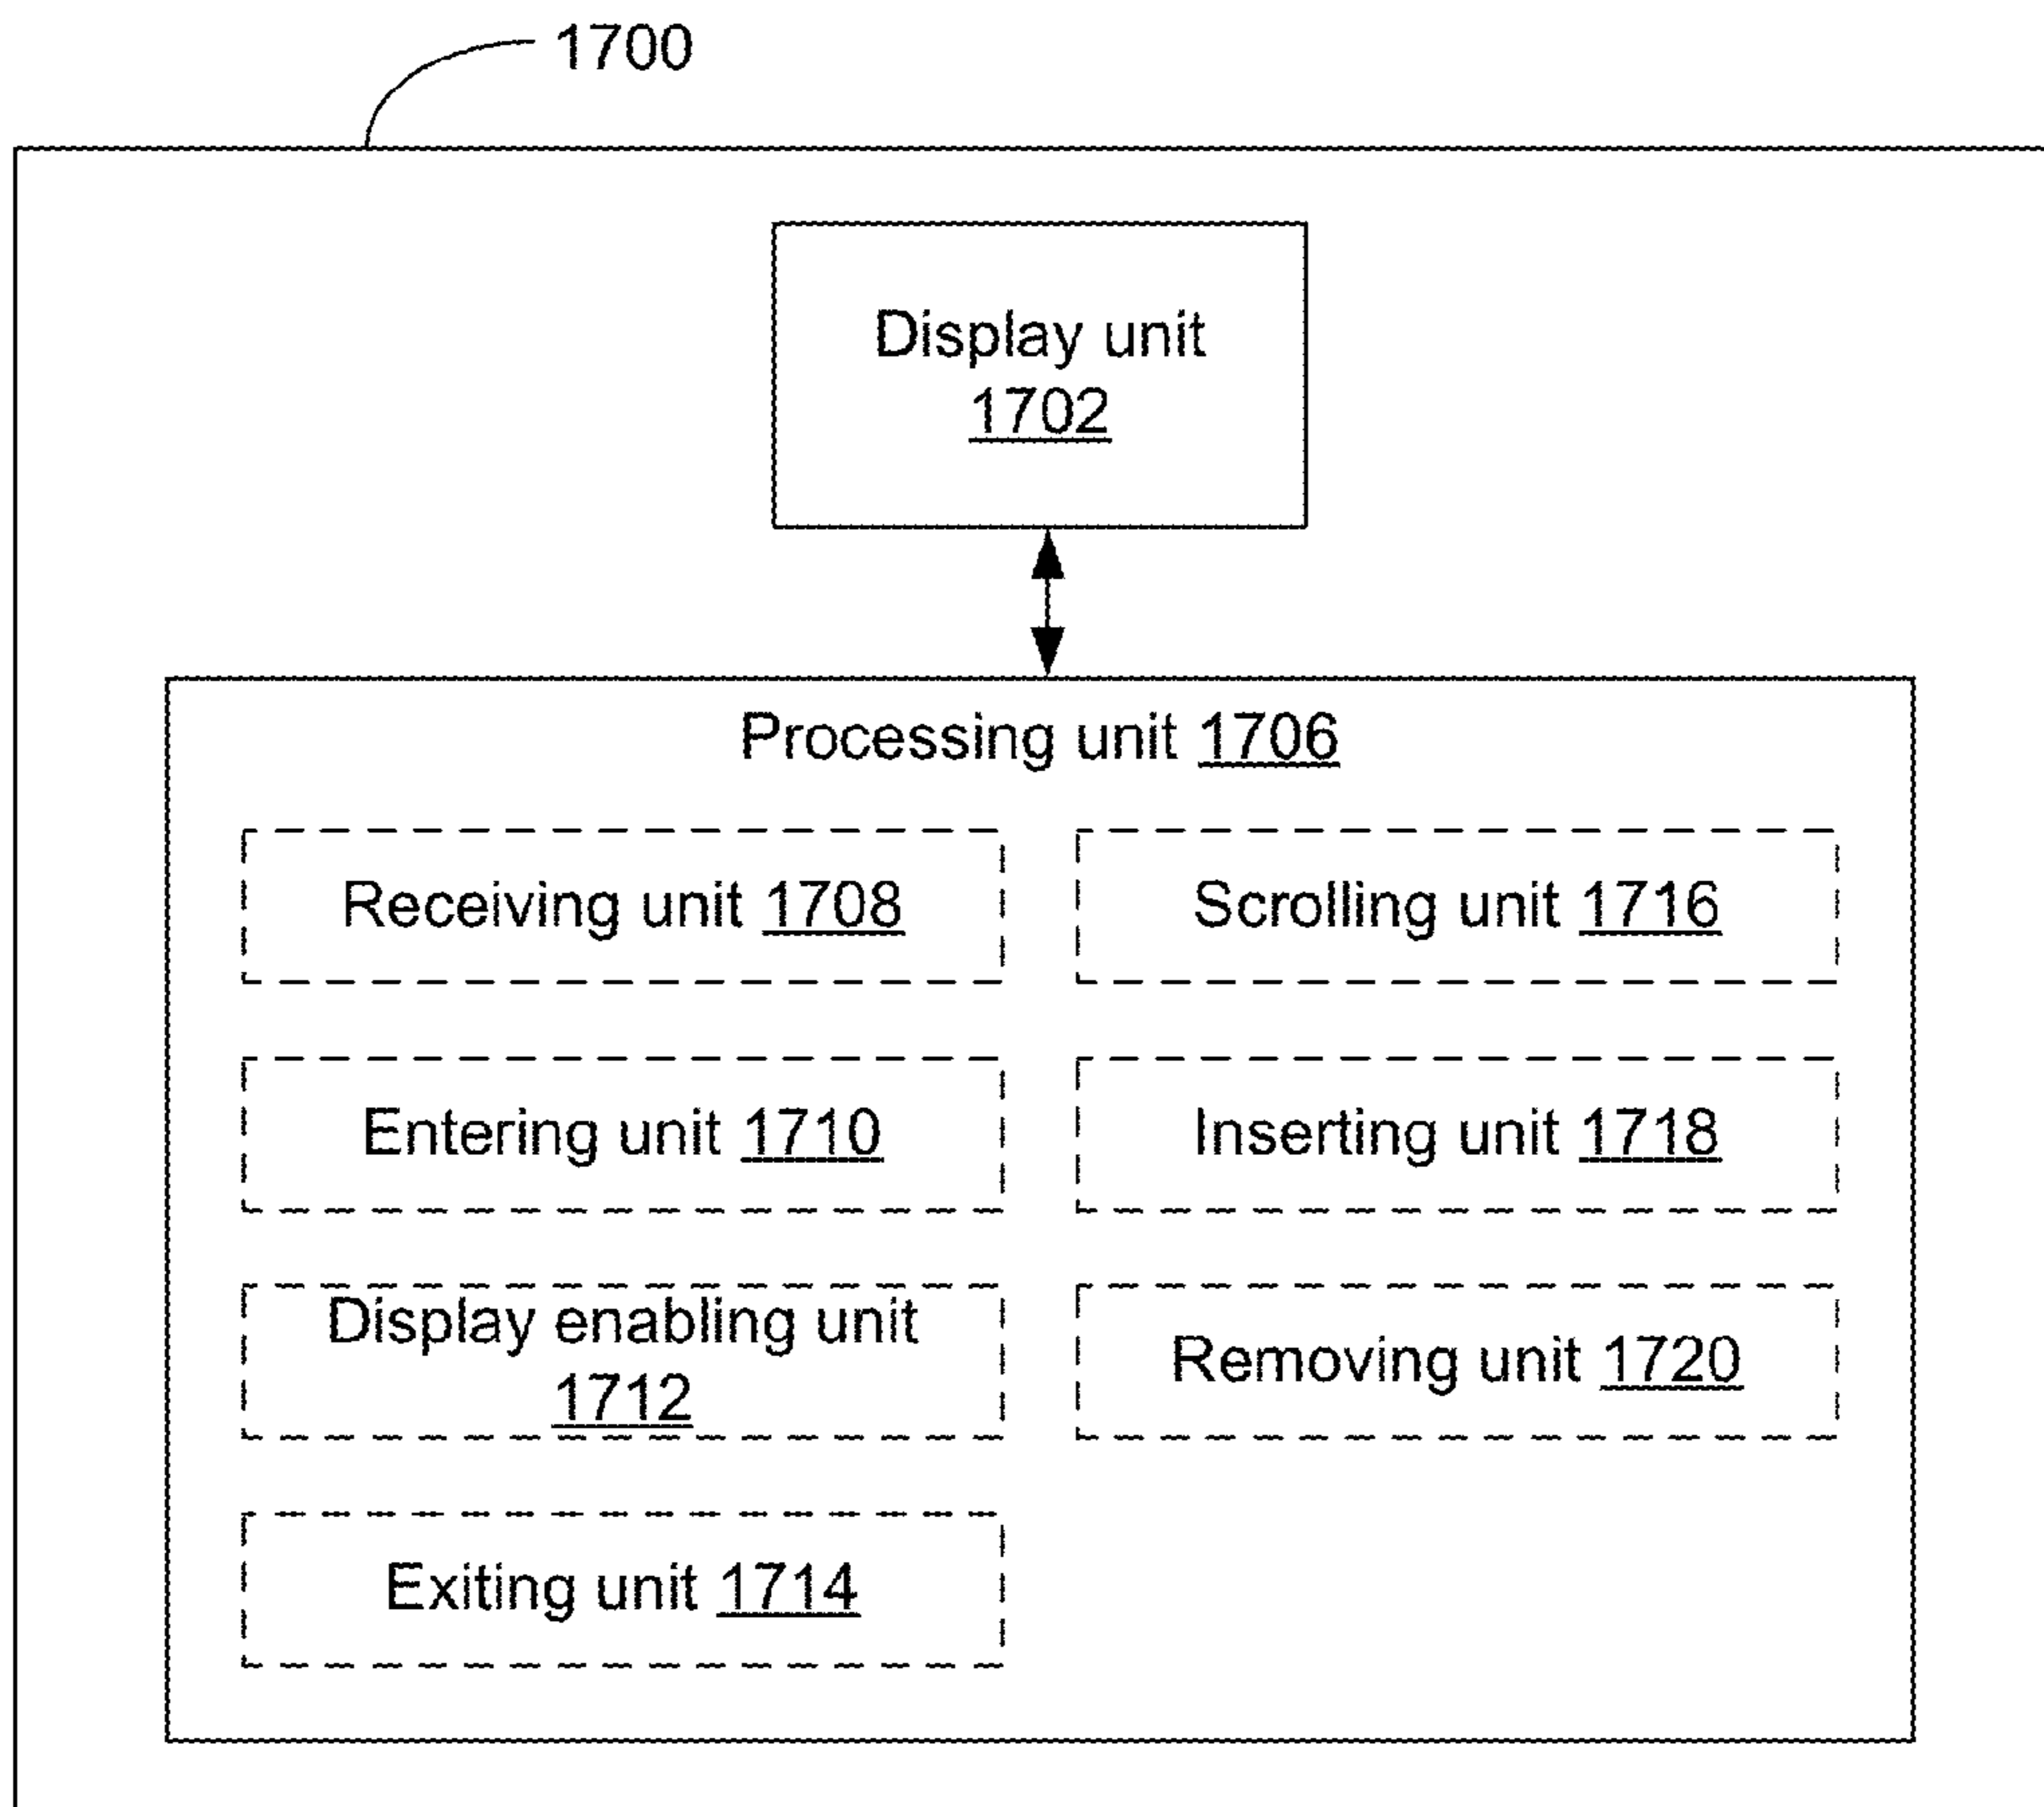 1700
Display unit
1702
Processing unit 1706
Receiving unit 1708
Scrolling unit 1716
Entering unit 1710
Inserting unit 1718
Display enabling unit
1712
Removing unit 1720
Exiting unit 1714